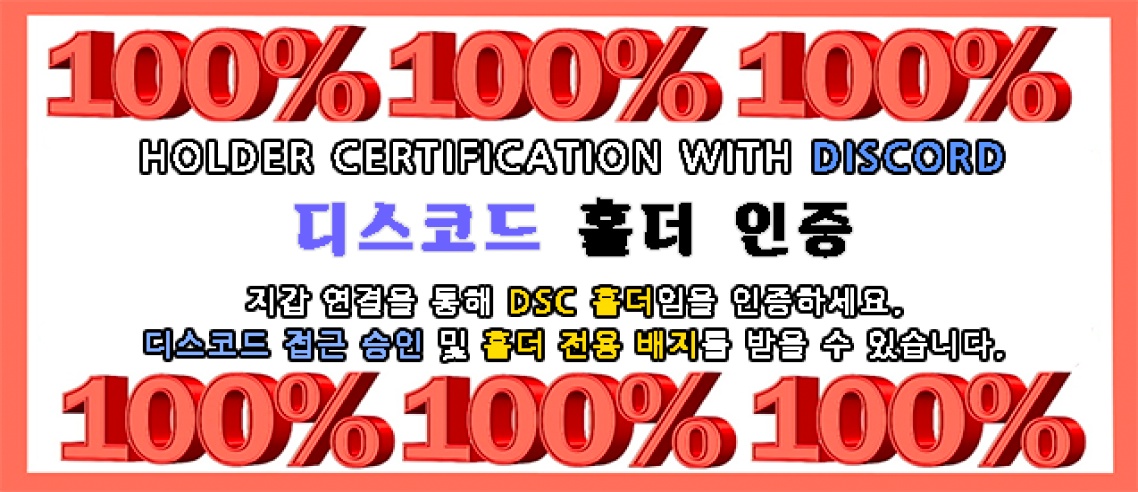 100% 100% 100%
HOLDER CERTIFICATION WITH DISCORD
디스코드 홀더 인증
지갑 연결을 통해 DSC 홀더임을 인증하세요.
디스코드 접근 승인 및 홀더 전용 배지를 받을 수 있습니다.
100% 100% 100%